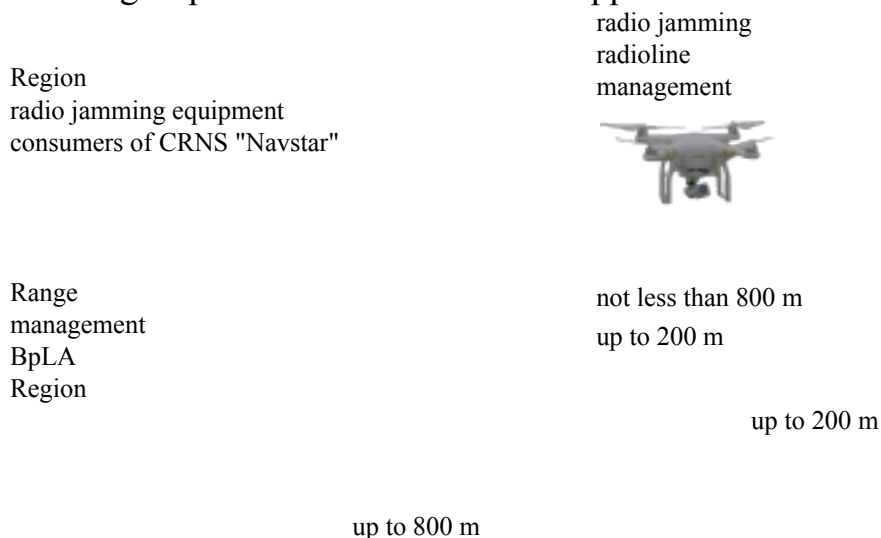 radio jamming
radioline
management
Region
radio jamming equipment
consumers of CRNS "Navstar"
Range
management
BpLA
Region
not less than 800 m
up to 200 m
up to 200 m
up to 800 m